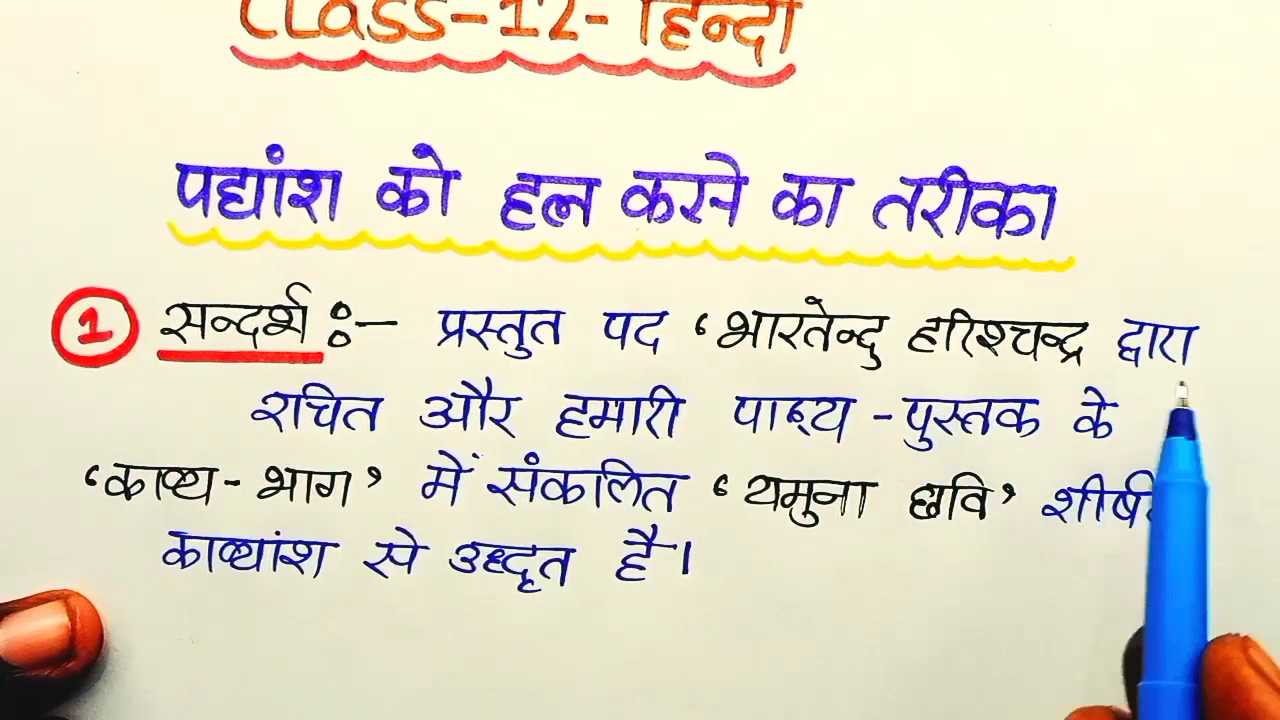 CLass-12-हिन्दी
पद्यांश को हल करने का तरीका
1 सन्दर्भ :- प्रस्तुत पद ‘भारतेन्दु हरिश्चन्द्र द्वारा
रचित और हमारी पाठ्य-पुस्तक के
‘काव्य-भाग’ में संकलित ‘यमुना छवि’
काव्यांश से उद्धृत है।